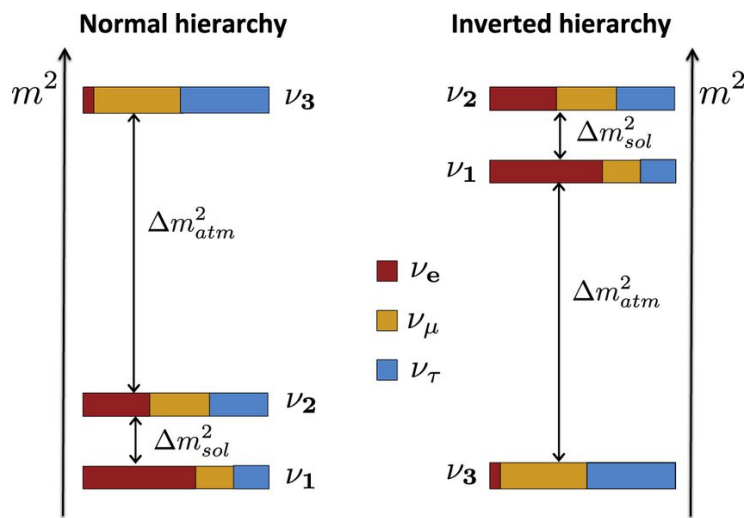 Normal hierarchy
Inverted hierarchy
m²
ν₃
Δm²ₐₜₘ
ν₂
Δm²ₛₒₗ
ν₁
ν₂
m²
Δm²ₛₒₗ
ν₁
νₑ
Δm²ₐₜₘ
ν_μ
ν_τ
ν₃